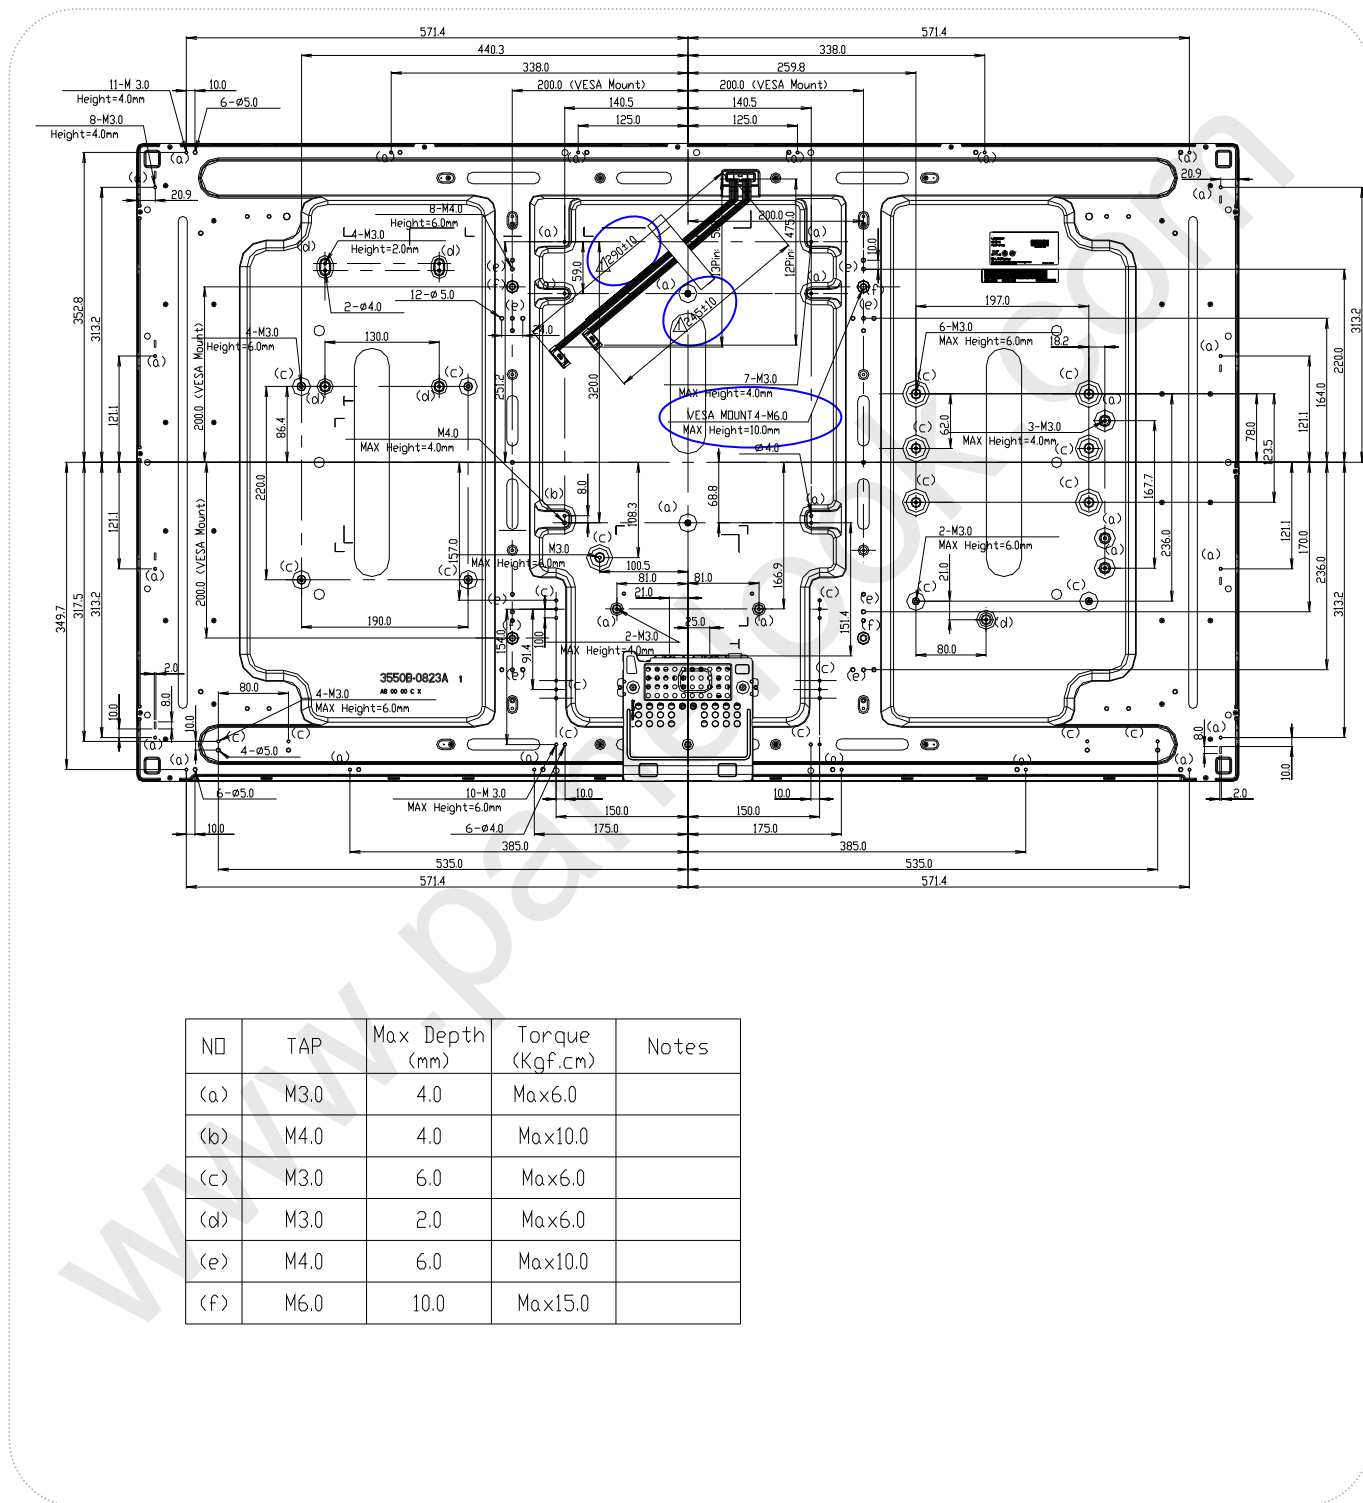 571.4
571.4
440.3
338.0
338.0
259.8
11-M 3.0
Height=4.0mm
10.0
6-Ø5.0
200.0 (VESA Mount)
200.0 (VESA Mount)
140.5
140.5
8-M3.0
Height=4.0mm
125.0
125.0
(a)
(a)
(a)
(a)
(a)
(a)
(a)
20.9
20.9
8-M4.0
Height=6.0mm
200.0
4-M3.0
Height=2.0mm
(d)
(d)
(a)
290±10
13Pin:
12Pin: 475.0
10.0
(e)
(e)
(f)
(f)
59.0
(a)
(a)
12-Ø 5.0
(e)
(e)
2-Ø4.0
245±10
24.0
197.0
352.8
313.2
4-M3.0
Height=6.0mm
130.0
6-M3.0
MAX Height=6.0mm
18.2
313.2
220.0
164.0
(a)
200.0 (VESA Mount)
251.2
320.0
(c)
(c)
(d)
(d)
7-M3.0
MAX Height=4.0mm
(c)
(c)
VESA MOUNT 4-M6.0
MAX Height=10.0mm
62.0
3-M3.0
MAX Height=4.0mm
(a)
121.1
86.4
M4.0
MAX Height=4.0mm
Ø4.0
78.0
123.5
121.1
(c)
(c)
220.0
(b)
8.0
108.3
68.8
(a)
(a)
(c)
(c)
167.7
(a)
121.1
157.0
M3.0
MAX Height=6.0mm
(c)
2-M3.0
MAX Height=6.0mm
236.0
121.1
170.0
236.0
(a)
200.0 (VESA Mount)
100.5
166.9
21.0
(a)
(c)
(c)
81.0
81.0
21.0
(c)
(c)
(e)
(c)
(c)
(e)
349.7
317.5
313.2
313.2
190.0
(f)
154.0
10.0
91.4
(a)
(a)
25.0
151.4
(f)
(d)
2-M3.0
MAX Height=4.0mm
80.0
2.0
3550B-0823A 1
(e)
(c)
(c)
(e)
80.0
4-M3.0
MAX Height=6.0mm
8.0
10.0
10.0
(a)
(c)
(c)
(c)
(c)
(c)
(a)
8.0
10.0
4-Ø5.0
(a)
(a)
(a)
(a)
(a)
(a)
6-Ø5.0
10-M 3.0
MAX Height=6.0mm
10.0
10.0
2.0
150.0
150.0
10.0
6-Ø4.0
175.0
175.0
385.0
385.0
535.0
535.0
571.4
571.4
NO TAP Max Depth (mm) Torque (Kgf.cm) Notes
(a) M3.0 4.0 Max6.0
(b) M4.0 4.0 Max10.0
(c) M3.0 6.0 Max6.0
(d) M3.0 2.0 Max6.0
(e) M4.0 6.0 Max10.0
(f) M6.0 10.0 Max15.0
www.panelook.com